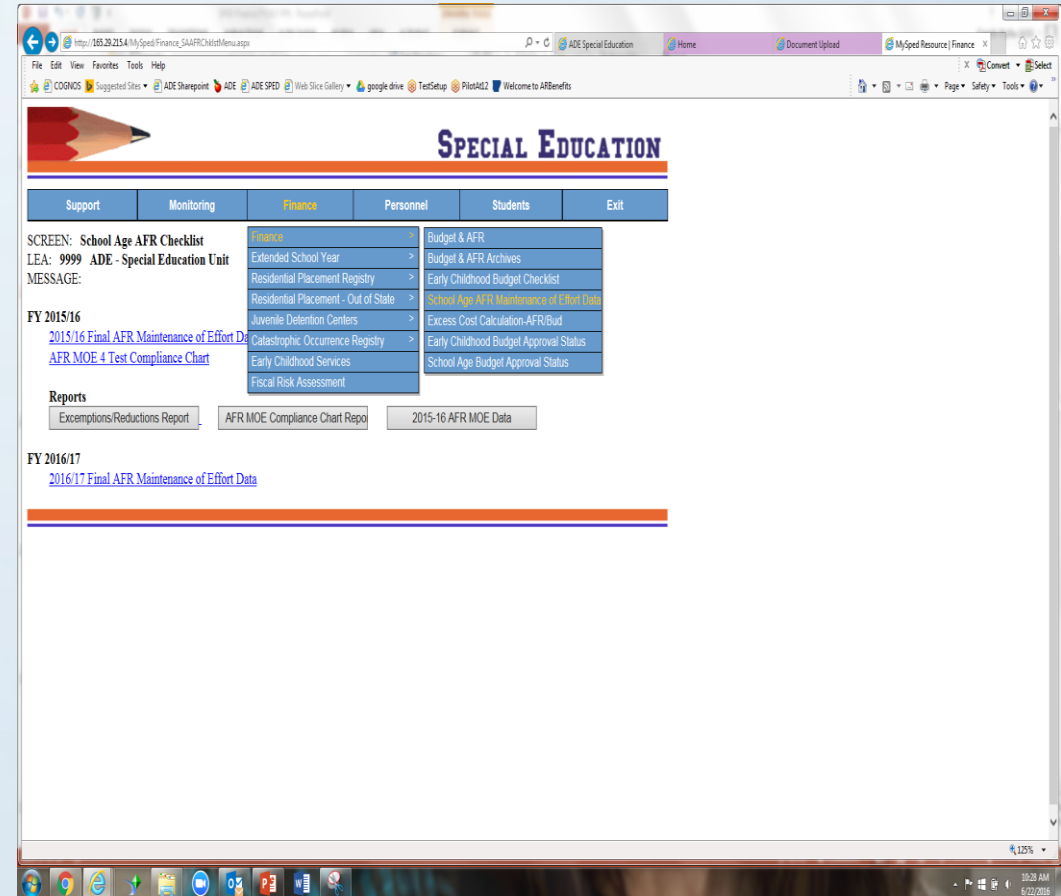 http://165.29.215.4/MySped/Finance_SAAFRChklstMenu.aspx
ADE Special Education
Home
Document Upload
MySped Resource | Finance
File Edit View Favorites Tools Help
Convert Select
COGNOS Suggested Sites ADE Sharepoint ADE ADE SPED Web Slice Gallery google drive TestSetup PilotAtt2 Welcome to ARBenefits
Page Safety Tools
SPECIAL EDUCATION
Support Monitoring Finance Personnel Students Exit
SCREEN: School Age AFR Checklist
LEA: 9999 ADE - Special Education Unit
MESSAGE:
Finance >
Extended School Year >
Residential Placement Registry >
Residential Placement - Out of State >
Juvenile Detention Centers >
Catastrophic Occurrence Registry >
Early Childhood Services
Fiscal Risk Assessment
Budget & AFR
Budget & AFR Archives
Early Childhood Budget Checklist
School Age AFR Maintenance of Effort Data
Excess Cost Calculation-AFR/Bud
Early Childhood Budget Approval Status
School Age Budget Approval Status
FY 2015/16
2015/16 Final AFR Maintenance of Effort Da
AFR MOE 4 Test Compliance Chart
Reports
Excemptions/Reductions Report
AFR MOE Compliance Chart Repo
2015-16 AFR MOE Data
FY 2016/17
2016/17 Final AFR Maintenance of Effort Data
125%
10:28 AM
6/22/2016